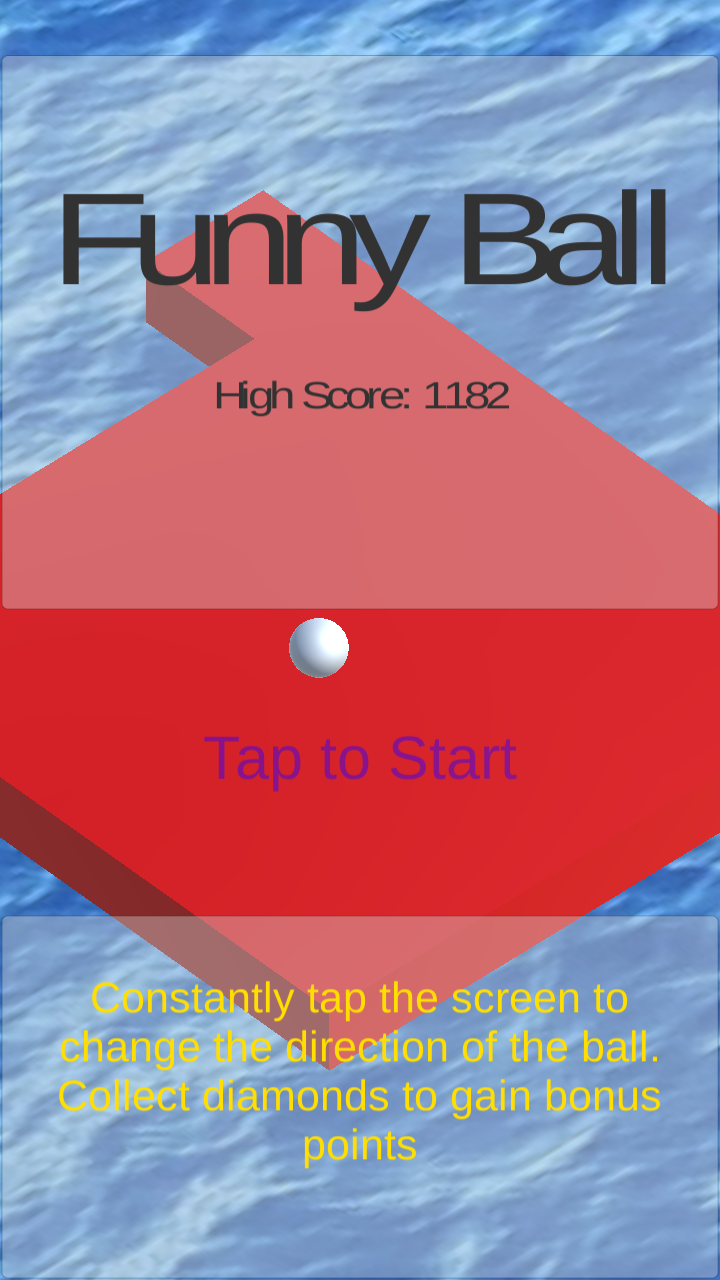 Funny Ball
High Score: 1182
Tap to Start
Constantly tap the screen to
change the direction of the ball.
Collect diamonds to gain bonus
points